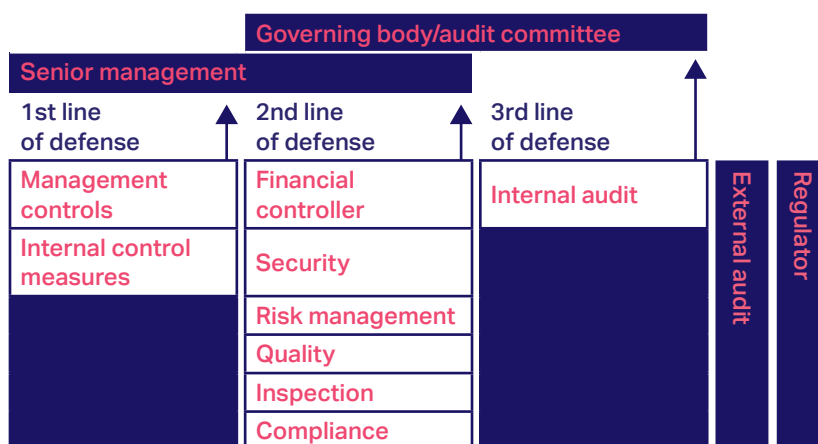 Governing body/audit committee
Senior management
1st line
of defense
2nd line
of defense
3rd line
of defense
Management
controls
Internal control
measures
Financial
controller
Security
Risk management
Quality
Inspection
Compliance
Internal audit
External audit
Regulator